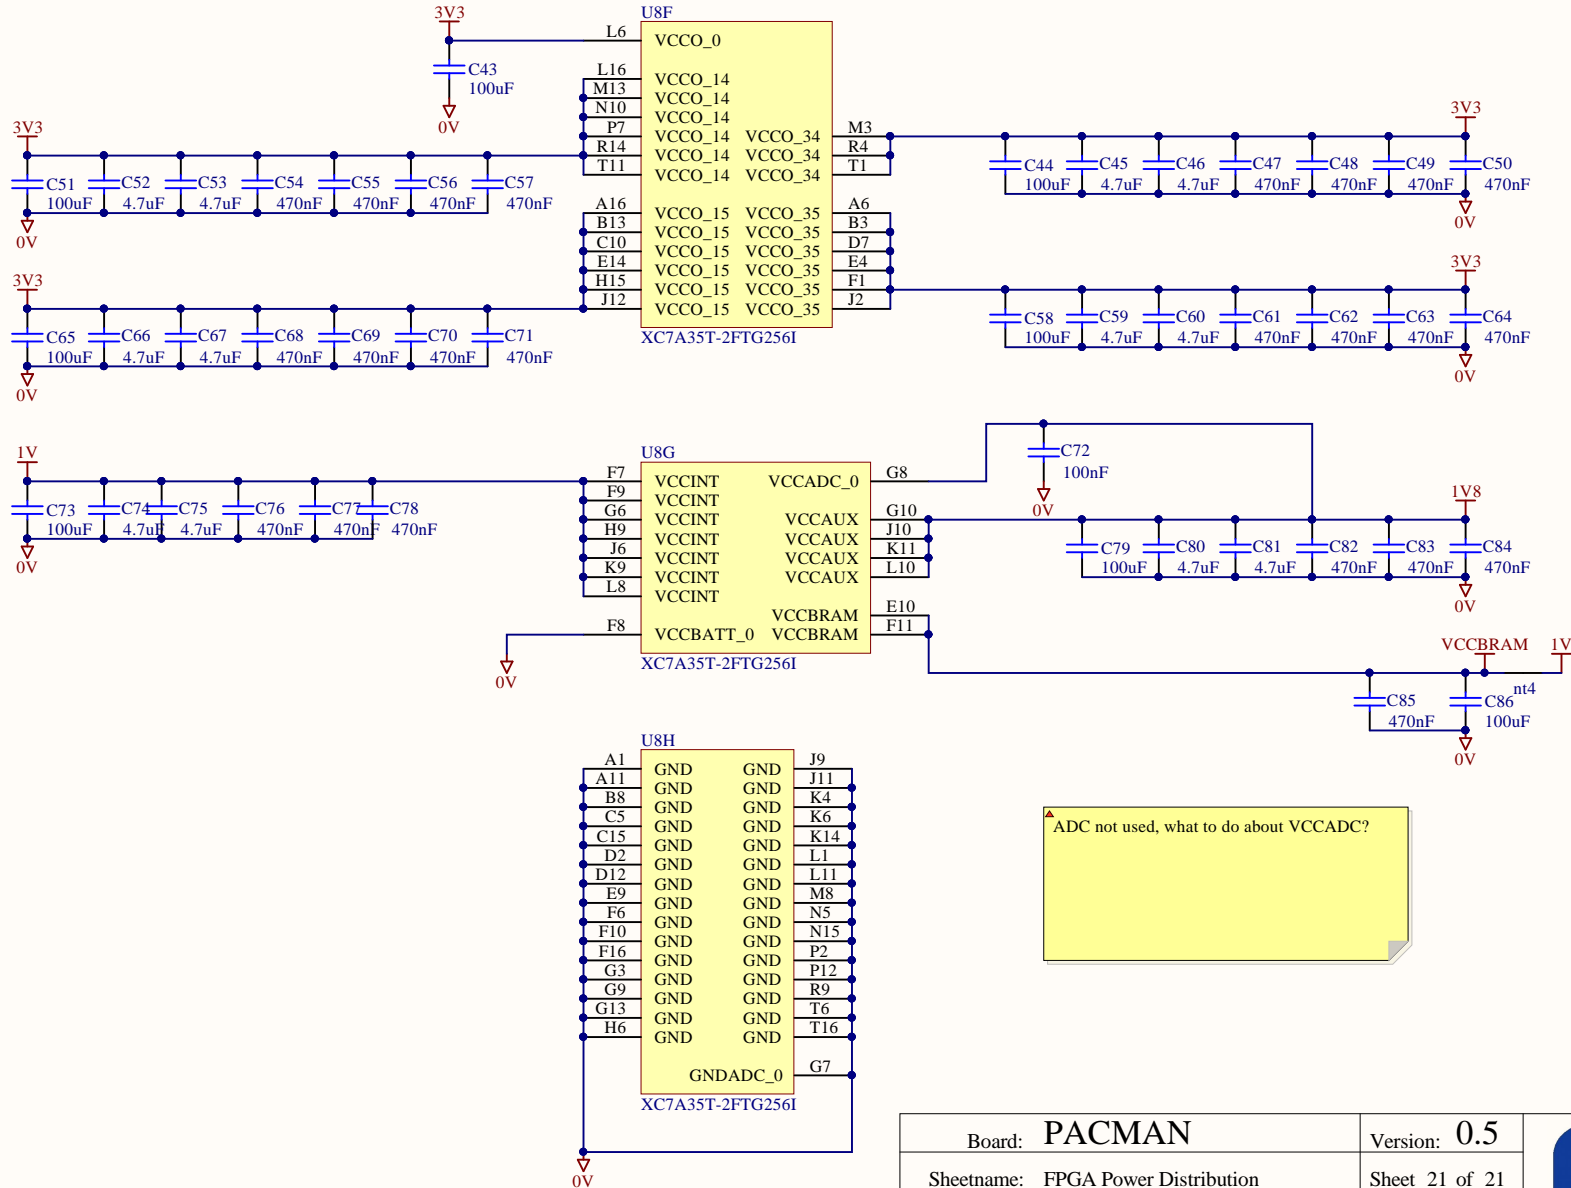 3V3
U8F
L6
VCCO_0
C43
100uF
0V
L16
VCCO_14
M13
VCCO_14
N10
VCCO_14
P7
VCCO_14
VCCO_34
M3
R14
VCCO_14
VCCO_34
R4
T11
VCCO_14
VCCO_34
T1
A16
VCCO_15
VCCO_35
A6
B13
VCCO_15
VCCO_35
B3
C10
VCCO_15
VCCO_35
D7
E14
VCCO_15
VCCO_35
E4
H15
VCCO_15
VCCO_35
F1
J12
VCCO_15
VCCO_35
J2
XC7A35T-2FTG256I
3V3
C51 C52 C53 C54 C55 C56 C57
100uF 4.7uF 4.7uF 470nF 470nF 470nF 470nF
0V
3V3
C44 C45 C46 C47 C48 C49 C50
100uF 4.7uF 4.7uF 470nF 470nF 470nF 470nF
0V
3V3
C65 C66 C67 C68 C69 C70 C71
100uF 4.7uF 4.7uF 470nF 470nF 470nF 470nF
0V
3V3
C58 C59 C60 C61 C62 C63 C64
100uF 4.7uF 4.7uF 470nF 470nF 470nF 470nF
0V
1V
C73 C74 C75 C76 C77 C78
100uF 4.7uF 4.7uF 470nF 470nF 470nF
0V
U8G
F7
VCCINT
VCCADC_0
G8
F9
VCCINT
G6
VCCINT
VCCAUX
G10
H9
VCCINT
VCCAUX
J10
J6
VCCINT
VCCAUX
K11
K9
VCCINT
VCCAUX
L10
L8
VCCINT
VCCBRAM
E10
F8
VCCBATT_0
VCCBRAM
F11
XC7A35T-2FTG256I
0V
C72
100nF
0V
1V8
C79 C80 C81 C82 C83 C84
100uF 4.7uF 4.7uF 470nF 470nF 470nF
0V
VCCBRAM
1V
nt4
C85 C86
470nF 100uF
0V
U8H
A1 GND GND J9
A11 GND GND J11
B8 GND GND K4
C5 GND GND K6
C15 GND GND K14
D2 GND GND L1
D12 GND GND L11
E9 GND GND M8
F6 GND GND N5
F10 GND GND N15
F16 GND GND P2
G3 GND GND P12
G9 GND GND R9
G13 GND GND T6
H6 GND GND T16
GNDADC_0 G7
XC7A35T-2FTG256I
0V
ADC not used, what to do about VCCADC?
Board: PACMAN
Version: 0.5
Sheetname: FPGA Power Distribution
Sheet 21 of 21